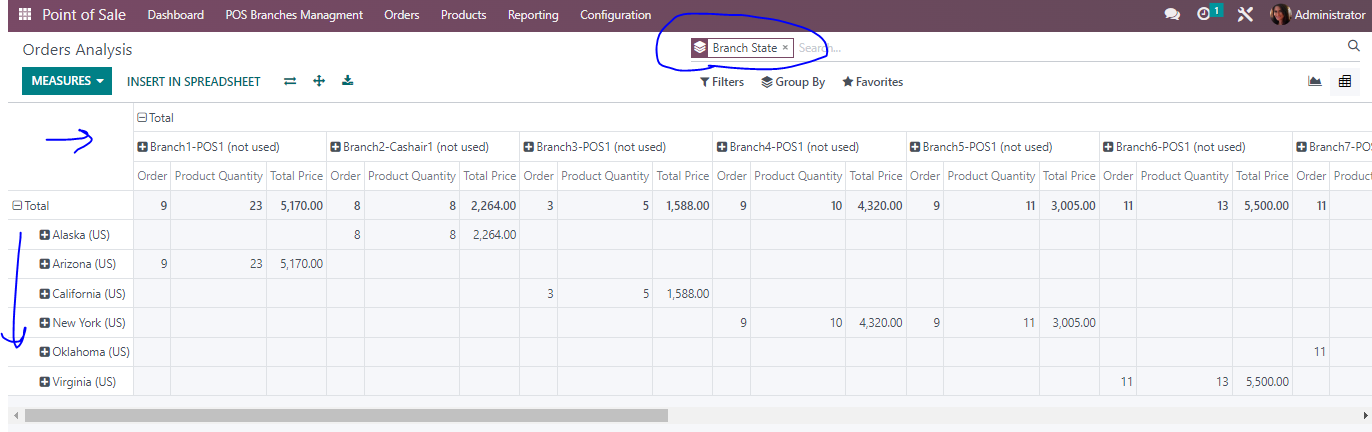 Point of Sale Dashboard POS Branches Managment Orders Products Reporting Configuration 1 Administrator
Orders Analysis Branch State × Search...
MEASURES INSERT IN SPREADSHEET Filters Group By Favorites
Total
Branch1-POS1 (not used) Branch2-Cashair1 (not used) Branch3-POS1 (not used) Branch4-POS1 (not used) Branch5-POS1 (not used) Branch6-POS1 (not used) Branch7-POS
Order Product Quantity Total Price Order Product Quantity Total Price Order Product Quantity Total Price Order Product Quantity Total Price Order Product Quantity Total Price Order Product Quantity Total Price Order Produc
Total 9 23 5,170.00 8 8 2,264.00 3 5 1,588.00 9 10 4,320.00 9 11 3,005.00 11 13 5,500.00 11
Alaska (US) 8 8 2,264.00
Arizona (US) 9 23 5,170.00
California (US) 3 5 1,588.00
New York (US) 9 10 4,320.00 9 11 3,005.00
Oklahoma (US) 11
Virginia (US) 11 13 5,500.00